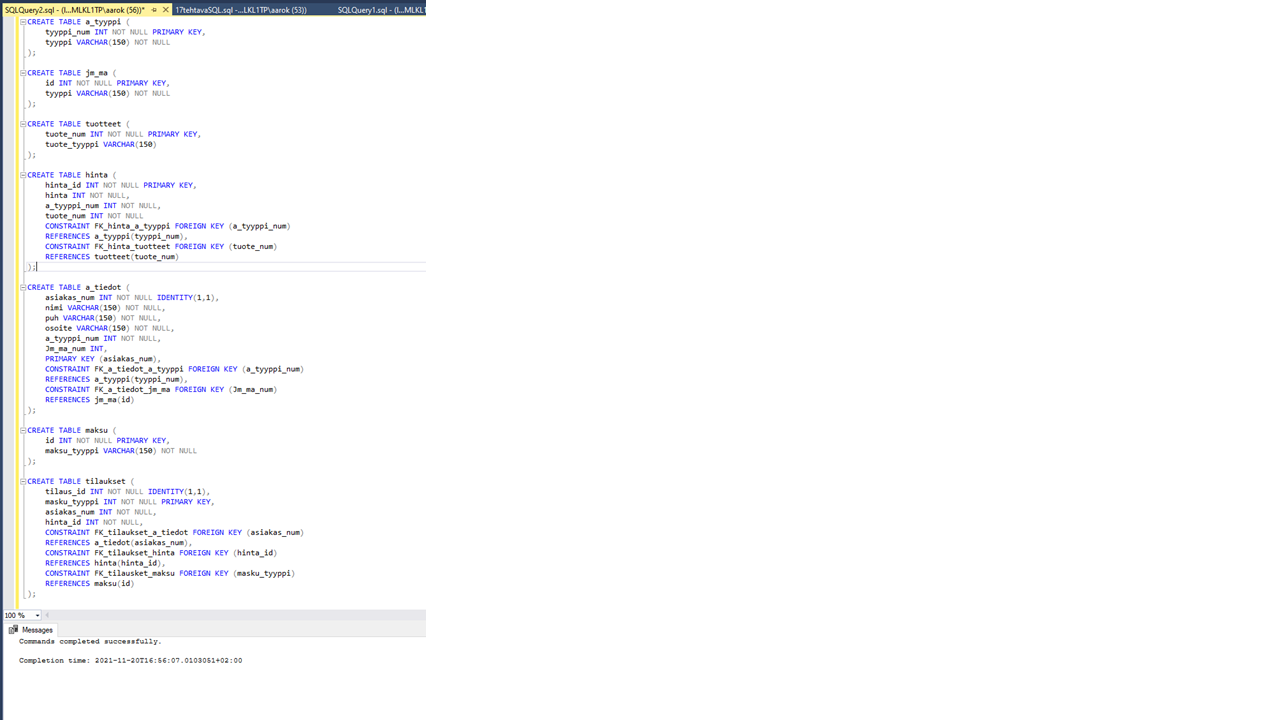 SQLQuery2.sql - (l...MLKL1TP\aarok (56))*
17tehtavaSQL.sql -...LKL1TP\aarok (53))
SQLQuery1.sql - (l...MLKL1
CREATE TABLE a_tyyppi (
tyyppi_num INT NOT NULL PRIMARY KEY,
tyyppi VARCHAR(150) NOT NULL
);
CREATE TABLE jm_ma (
id INT NOT NULL PRIMARY KEY,
tyyppi VARCHAR(150) NOT NULL
);
CREATE TABLE tuotteet (
tuote_num INT NOT NULL PRIMARY KEY,
tuote_tyyppi VARCHAR(150)
);
CREATE TABLE hinta (
hinta_id INT NOT NULL PRIMARY KEY,
hinta INT NOT NULL,
a_tyyppi_num INT NOT NULL,
tuote_num INT NOT NULL
CONSTRAINT FK_hinta_a_tyyppi FOREIGN KEY (a_tyyppi_num)
REFERENCES a_tyyppi(tyyppi_num),
CONSTRAINT FK_hinta_tuotteet FOREIGN KEY (tuote_num)
REFERENCES tuotteet(tuote_num)
);
CREATE TABLE a_tiedot (
asiakas_num INT NOT NULL IDENTITY(1,1),
nimi VARCHAR(150) NOT NULL,
puh VARCHAR(150) NOT NULL,
osoite VARCHAR(150) NOT NULL,
a_tyyppi_num INT NOT NULL,
Jm_ma_num INT,
PRIMARY KEY (asiakas_num),
CONSTRAINT FK_a_tiedot_a_tyyppi FOREIGN KEY (a_tyyppi_num)
REFERENCES a_tyyppi(tyyppi_num),
CONSTRAINT FK_a_tiedot_jm_ma FOREIGN KEY (Jm_ma_num)
REFERENCES jm_ma(id)
);
CREATE TABLE maksu (
id INT NOT NULL PRIMARY KEY,
maksu_tyyppi VARCHAR(150) NOT NULL
);
CREATE TABLE tilaukset (
tilaus_id INT NOT NULL IDENTITY(1,1),
masku_tyyppi INT NOT NULL PRIMARY KEY,
asiakas_num INT NOT NULL,
hinta_id INT NOT NULL,
CONSTRAINT FK_tilaukset_a_tiedot FOREIGN KEY (asiakas_num)
REFERENCES a_tiedot(asiakas_num),
CONSTRAINT FK_tilaukset_hinta FOREIGN KEY (hinta_id)
REFERENCES hinta(hinta_id),
CONSTRAINT FK_tilausket_maksu FOREIGN KEY (masku_tyyppi)
REFERENCES maksu(id)
);
100 %
Messages
Commands completed successfully.
Completion time: 2021-11-20T16:56:07.0103051+02:00